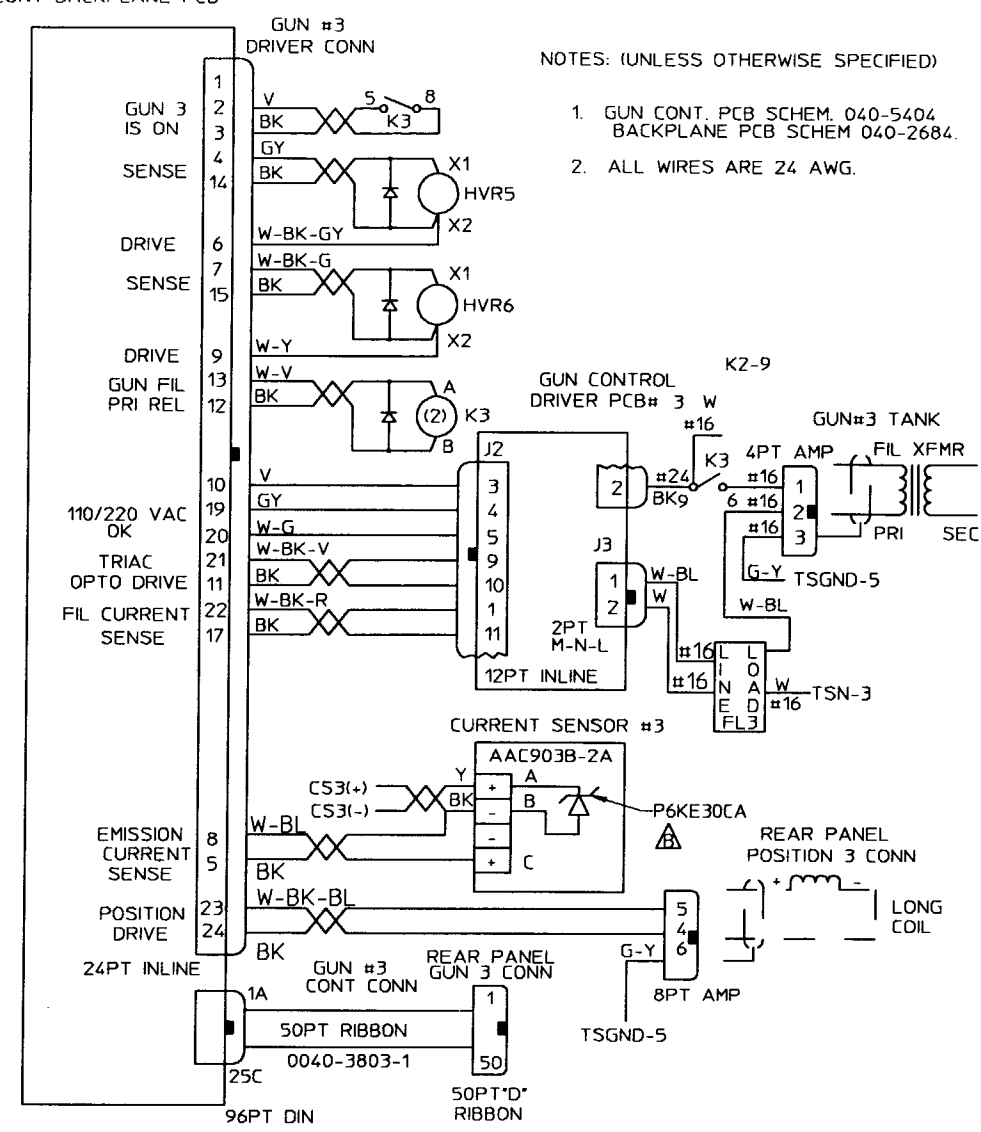 CONT BACKPLANE PCB
GUN #3
DRIVER CONN
NOTES: (UNLESS OTHERWISE SPECIFIED)
1. GUN CONT. PCB SCHEM. 040-5404
BACKPLANE PCB SCHEM 040-2684.
2. ALL WIRES ARE 24 AWG.
1
GUN 3
IS ON
2
3
V
BK
5
8
K3
SENSE
4
14
GY
BK
X1
HVR5
X2
DRIVE
6
W-BK-GY
SENSE
7
15
W-BK-G
BK
X1
HVR6
X2
DRIVE
9
W-Y
GUN FIL
PRI REL
13
12
W-V
BK
A
(2)
K3
B
10
V
110/220 VAC
OK
19
20
GY
W-G
TRIAC
OPTO DRIVE
21
11
W-BK-V
BK
FIL CURRENT
SENSE
22
17
W-BK-R
BK
GUN CONTROL
DRIVER PCB# 3
J2
3
4
5
9
10
1
11
12PT INLINE
2
#24
BK9
K2-9
W
#16
K3
6
J3
1
2
2PT
M-N-L
W-BL
W
#16
#16
GUN#3 TANK
4PT AMP
#16
#16
#16
1
2
3
FIL XFMR
PRI
SEC
G-Y
TSGND-5
W-BL
LINE
LOAD
FL3
W
#16
TSN-3
CURRENT SENSOR #3
AAC903B-2A
CS3(+)
CS3(-)
Y
BK
+
-
-
+
A
B
C
P6KE30CA
B
EMISSION
CURRENT
SENSE
8
5
W-BL
BK
POSITION
DRIVE
23
24
W-BK-BL
BK
24PT INLINE
5
4
6
G-Y
8PT AMP
TSGND-5
REAR PANEL
POSITION 3 CONN
+
-
LONG
COIL
GUN #3
CONT CONN
REAR PANEL
GUN 3 CONN
1A
25C
50PT RIBBON
0040-3803-1
1
50
50PT"D"
RIBBON
96PT DIN